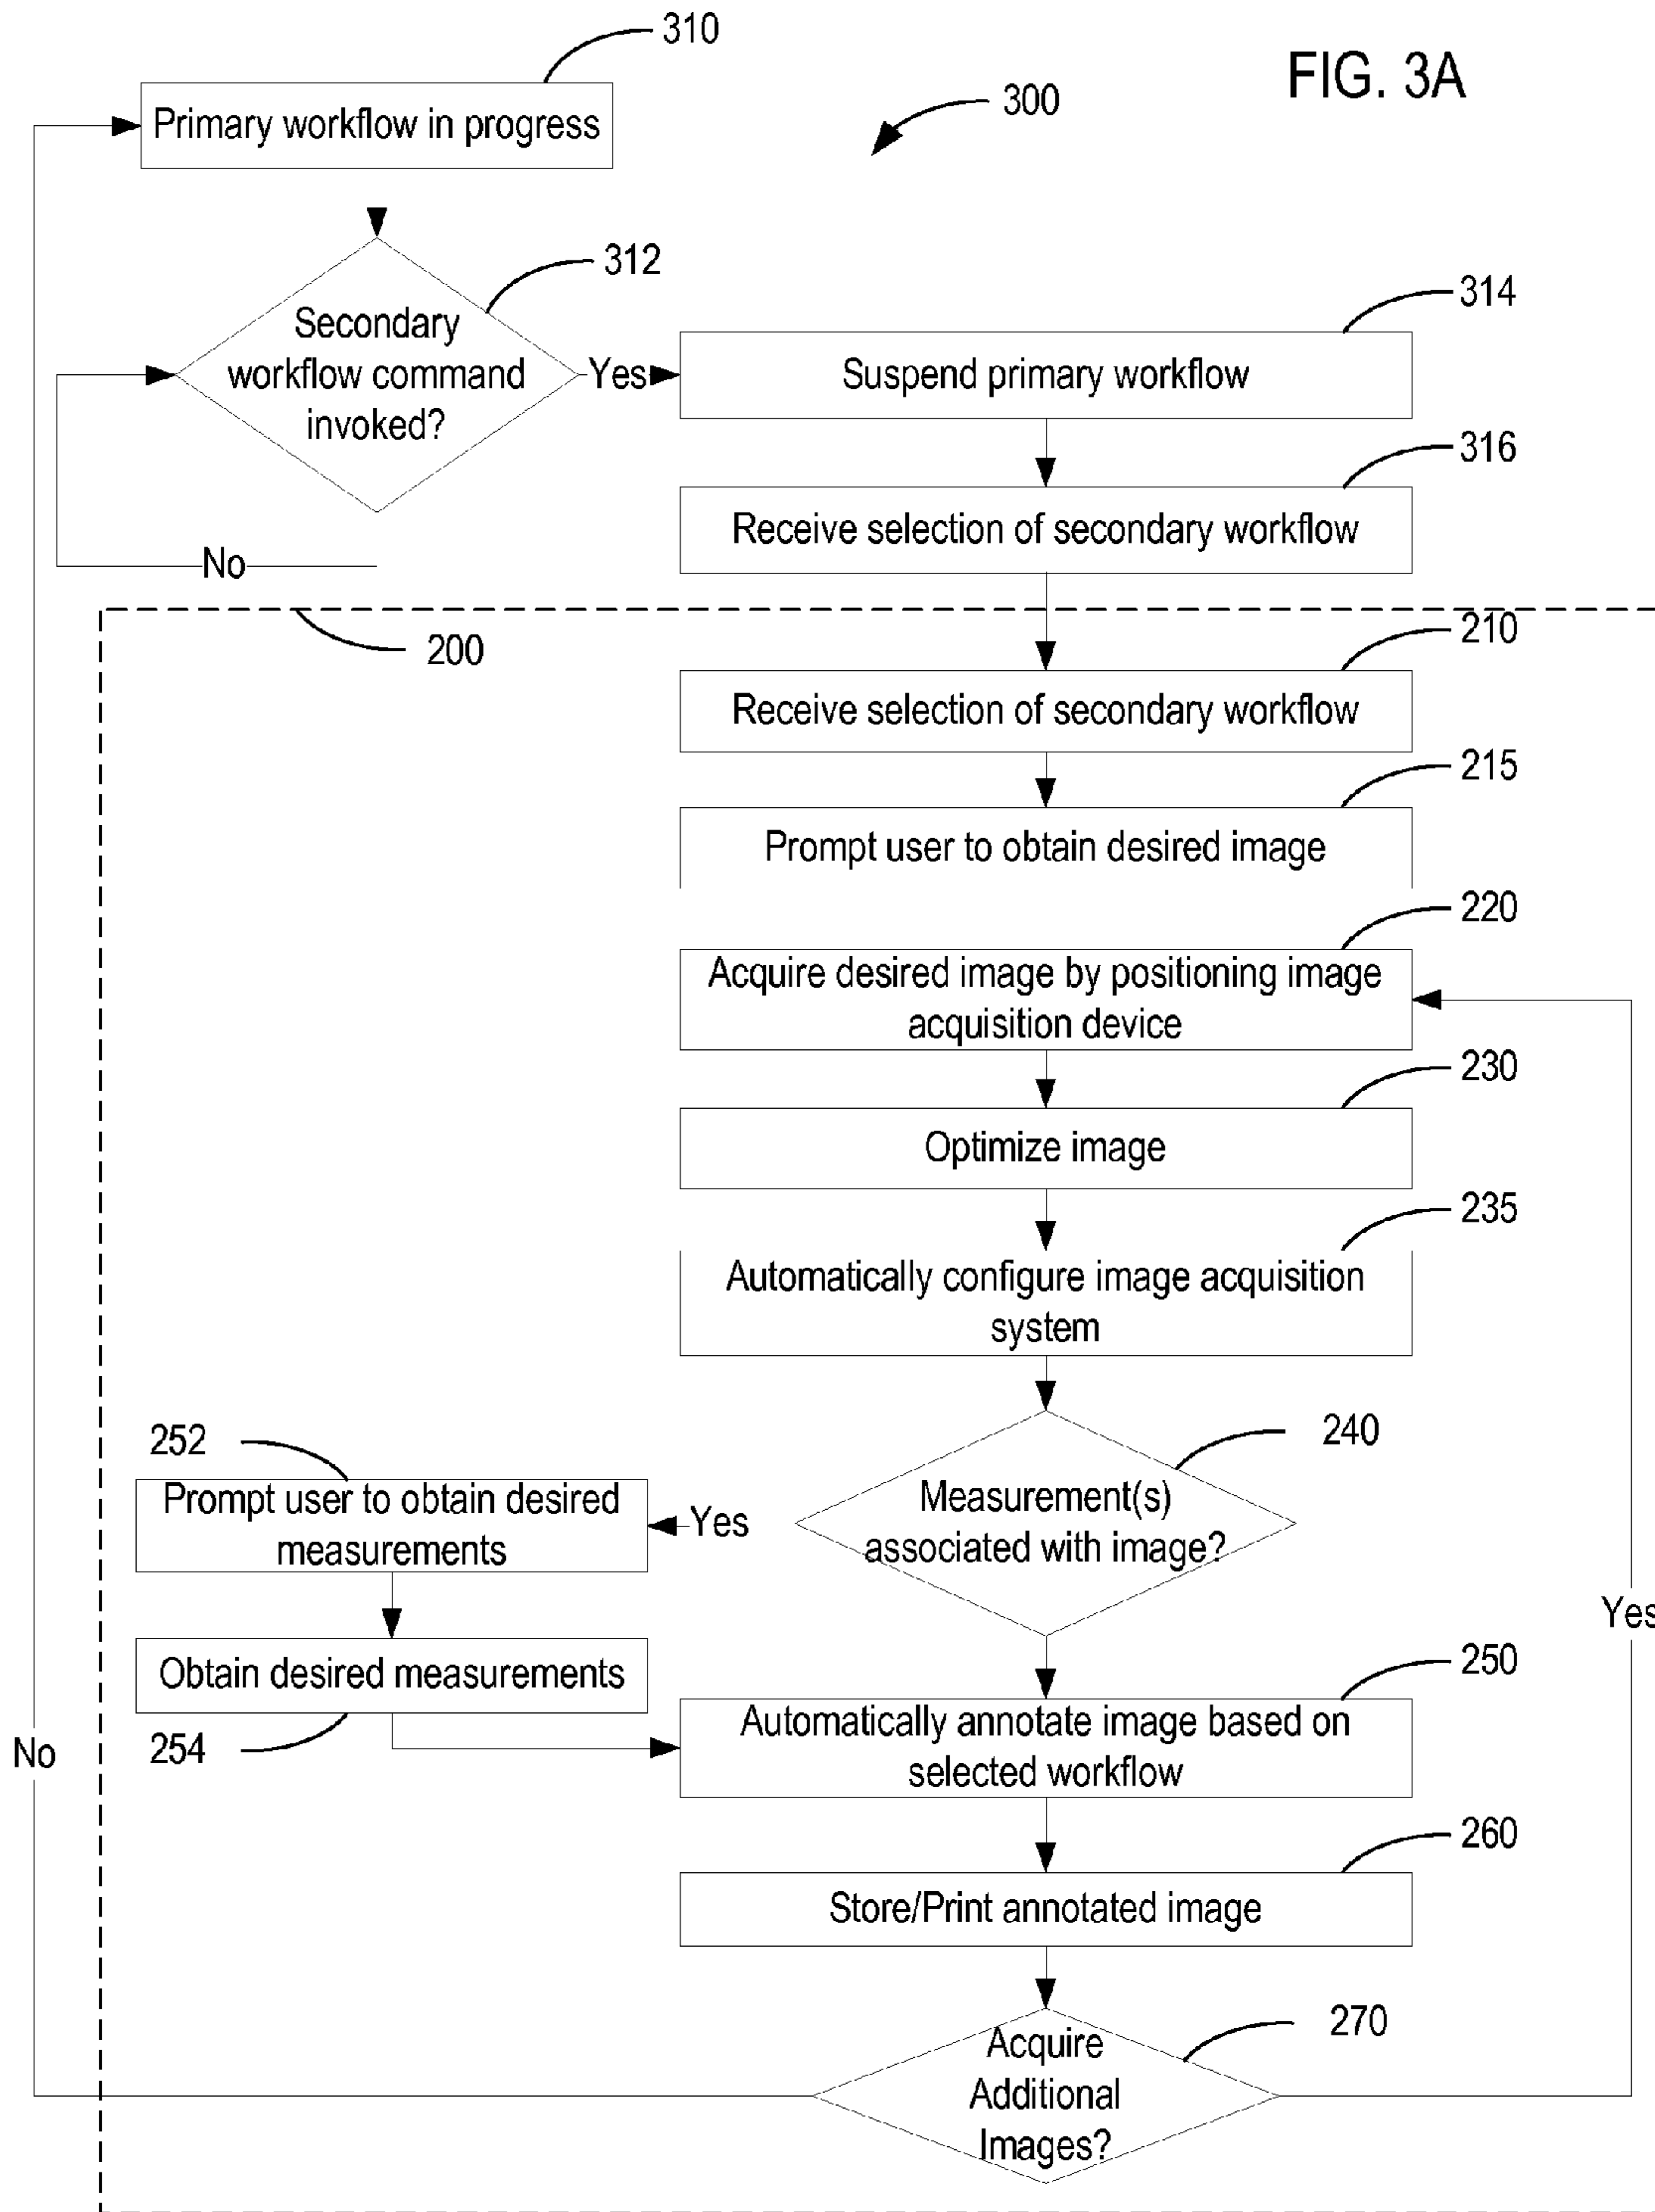 310
FIG. 3A
Primary workflow in progress
300
312
Secondary
workflow command
invoked?
Yes
314
Suspend primary workflow
316
Receive selection of secondary workflow
No
200
210
Receive selection of secondary workflow
215
Prompt user to obtain desired image
220
Acquire desired image by positioning image
acquisition device
230
Optimize image
235
Automatically configure image acquisition
system
240
Measurement(s)
associated with image?
Yes
252
Prompt user to obtain desired
measurements
Obtain desired measurements
254
Yes
250
Automatically annotate image based on
selected workflow
No
260
Store/Print annotated image
270
Acquire
Additional
Images?